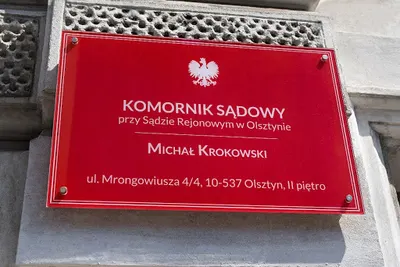 KOMORNIK SĄDOWY
przy Sądzie Rejonowym w Olsztynie
MICHAŁ KROKOWSKI
ul. Mrongowiusza 4/4, 10-537 Olsztyn, II piętro